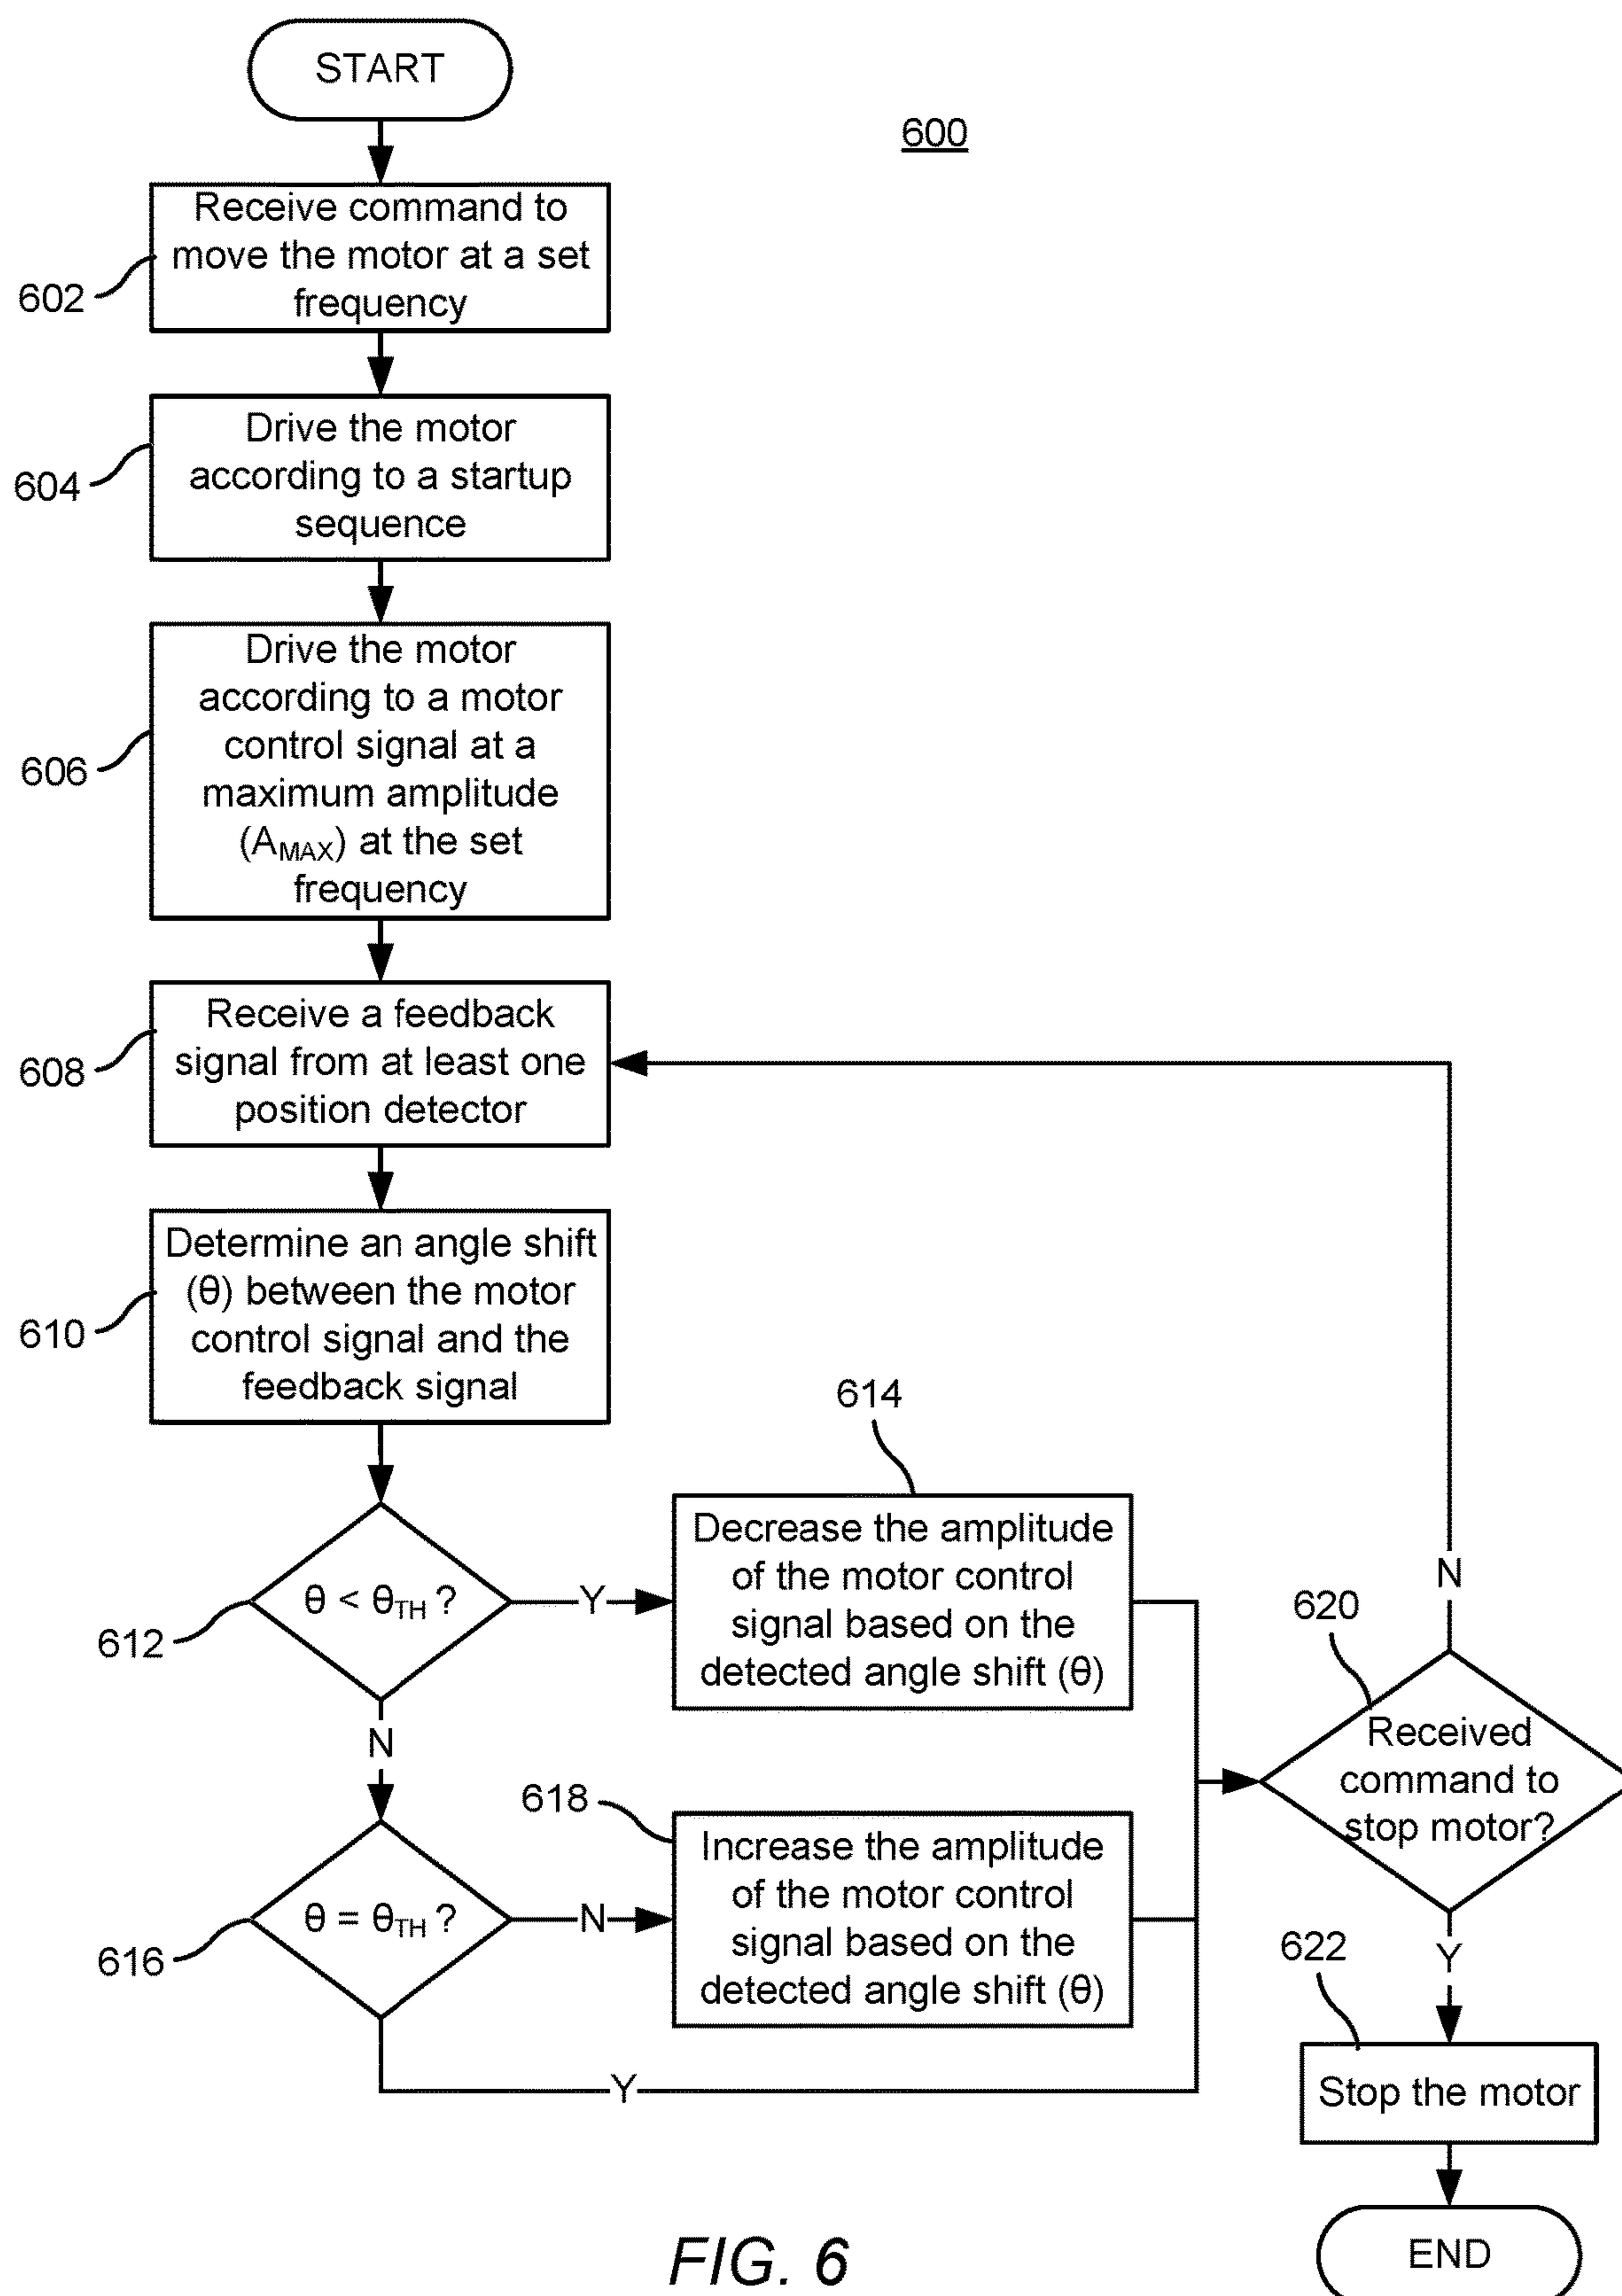 START
600
Receive command to
move the motor at a set
frequency
602
Drive the motor
according to a startup
sequence
604
Drive the motor
according to a motor
control signal at a
maximum amplitude
(AMAX) at the set
frequency
606
Receive a feedback
signal from at least one
position detector
608
Determine an angle shift
(θ) between the motor
control signal and the
feedback signal
610
θ < θTH ?
612
Y
N
614
Decrease the amplitude
of the motor control
signal based on the
detected angle shift (θ)
θ = θTH ?
616
N
Y
618
Increase the amplitude
of the motor control
signal based on the
detected angle shift (θ)
620
Received
command to
stop motor?
N
Y
622
Stop the motor
END
FIG. 6